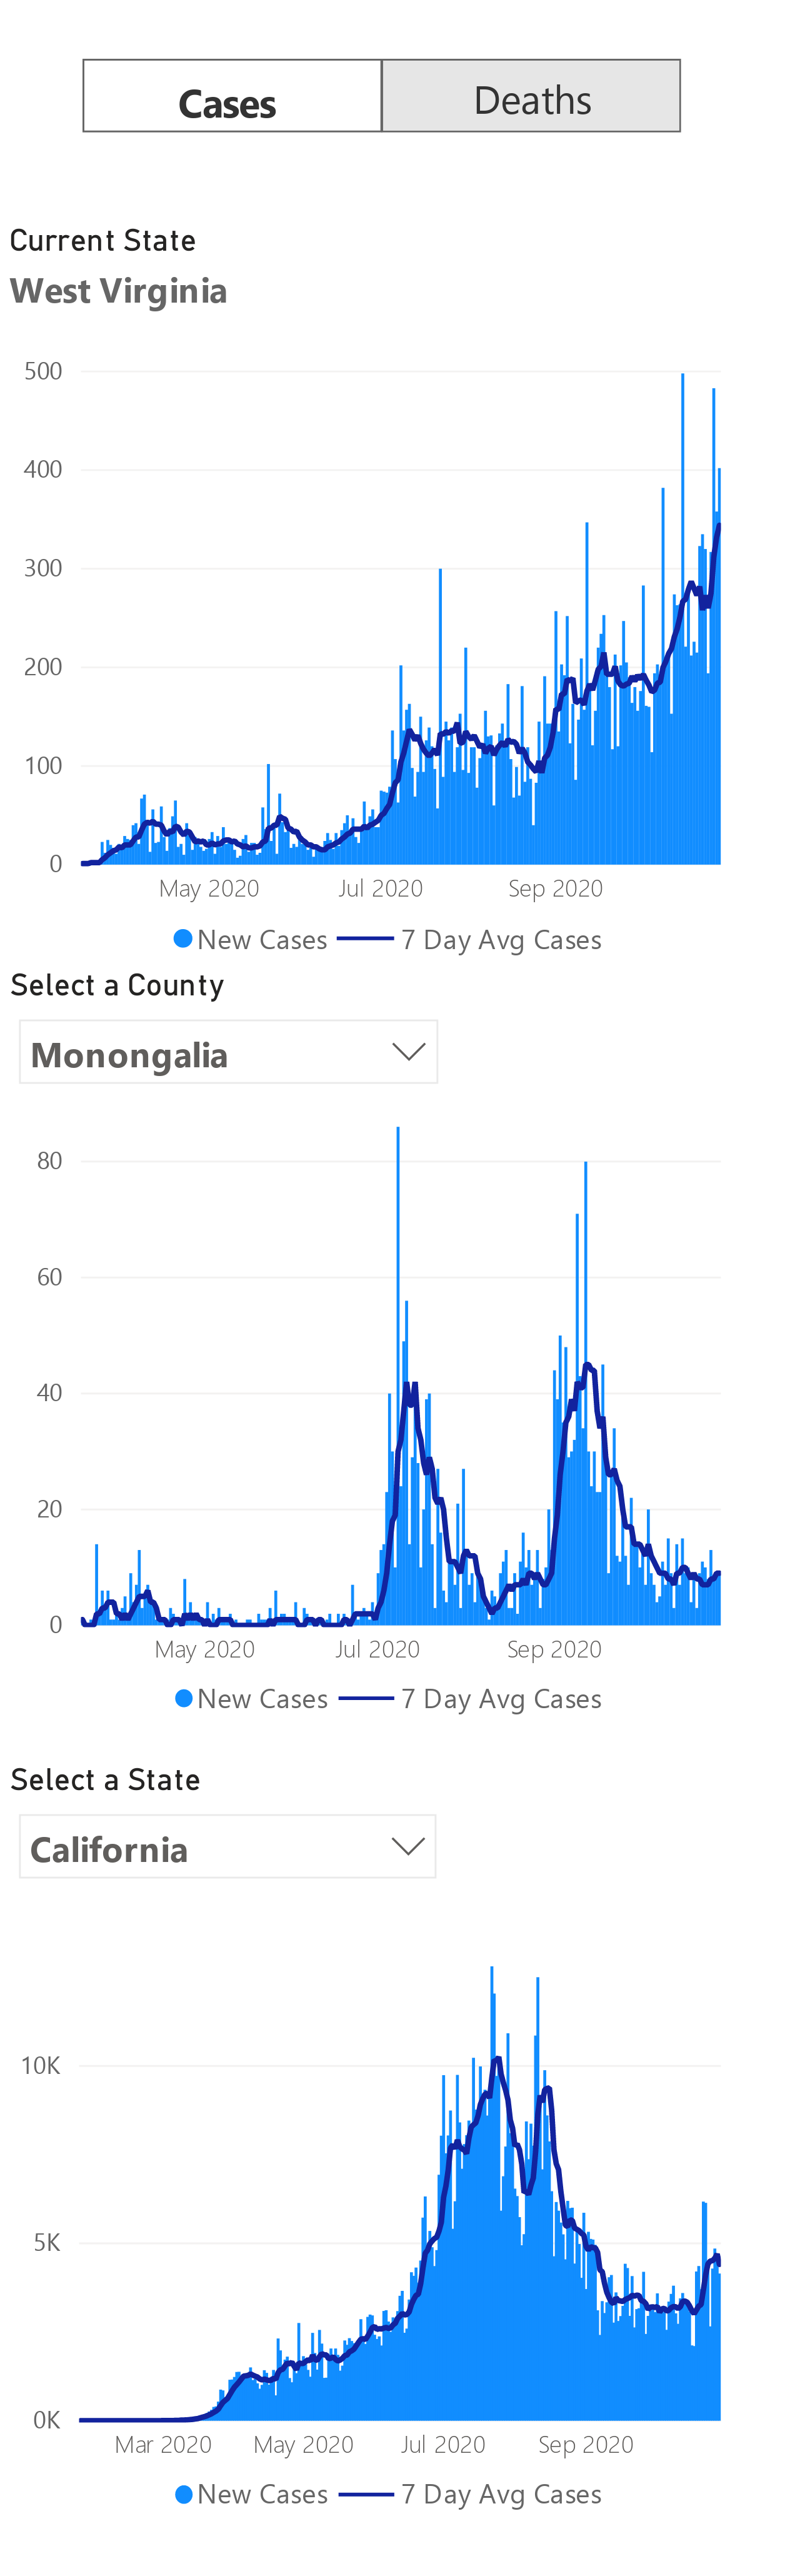 Cases Deaths
Current State
West Virginia
500
400
300
200
100
0
May 2020 Jul 2020 Sep 2020
New Cases 7 Day Avg Cases
Select a County
Monongalia
80
60
40
20
0
May 2020 Jul 2020 Sep 2020
New Cases 7 Day Avg Cases
Select a State
California
10K
5K
0K
Mar 2020 May 2020 Jul 2020 Sep 2020
New Cases 7 Day Avg Cases